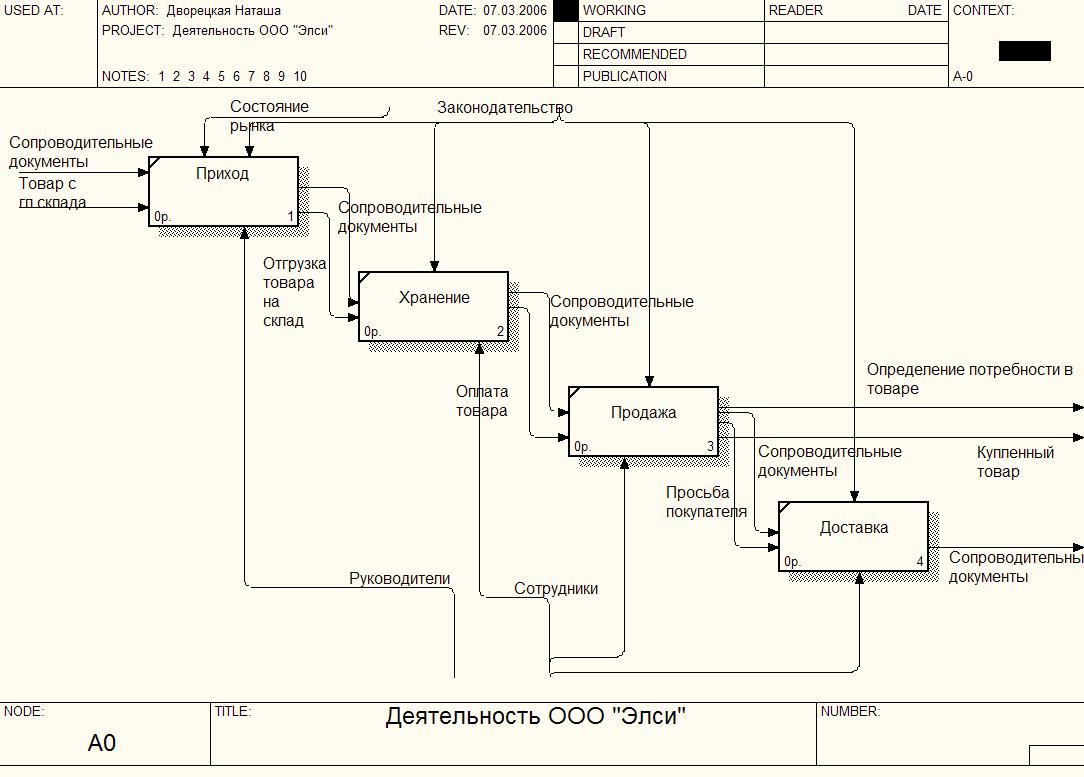 USED AT:
AUTHOR: Дворецкая Наташа
DATE: 07.03.2006
PROJECT: Деятельность ООО "Элси"
REV: 07.03.2006
NOTES: 1 2 3 4 5 6 7 8 9 10
WORKING
DRAFT
RECOMMENDED
PUBLICATION
READER DATE
CONTEXT:
A-0
Состояние
рынка
Законодательство
Сопроводительные
документы
Товар с
гп склада
Приход
0р. 1
Сопроводительные
документы
Отгрузка
товара
на
склад
Хранение
0р. 2
Сопроводительные
документы
Оплата
товара
Продажа
0р. 3
Определение потребности в
товаре
Купленный
товар
Сопроводительные
документы
Просьба
покупателя
Доставка
0р. 4
Сопроводительны
документы
Руководители
Сотрудники
NODE:
A0
TITLE:
Деятельность ООО "Элси"
NUMBER: